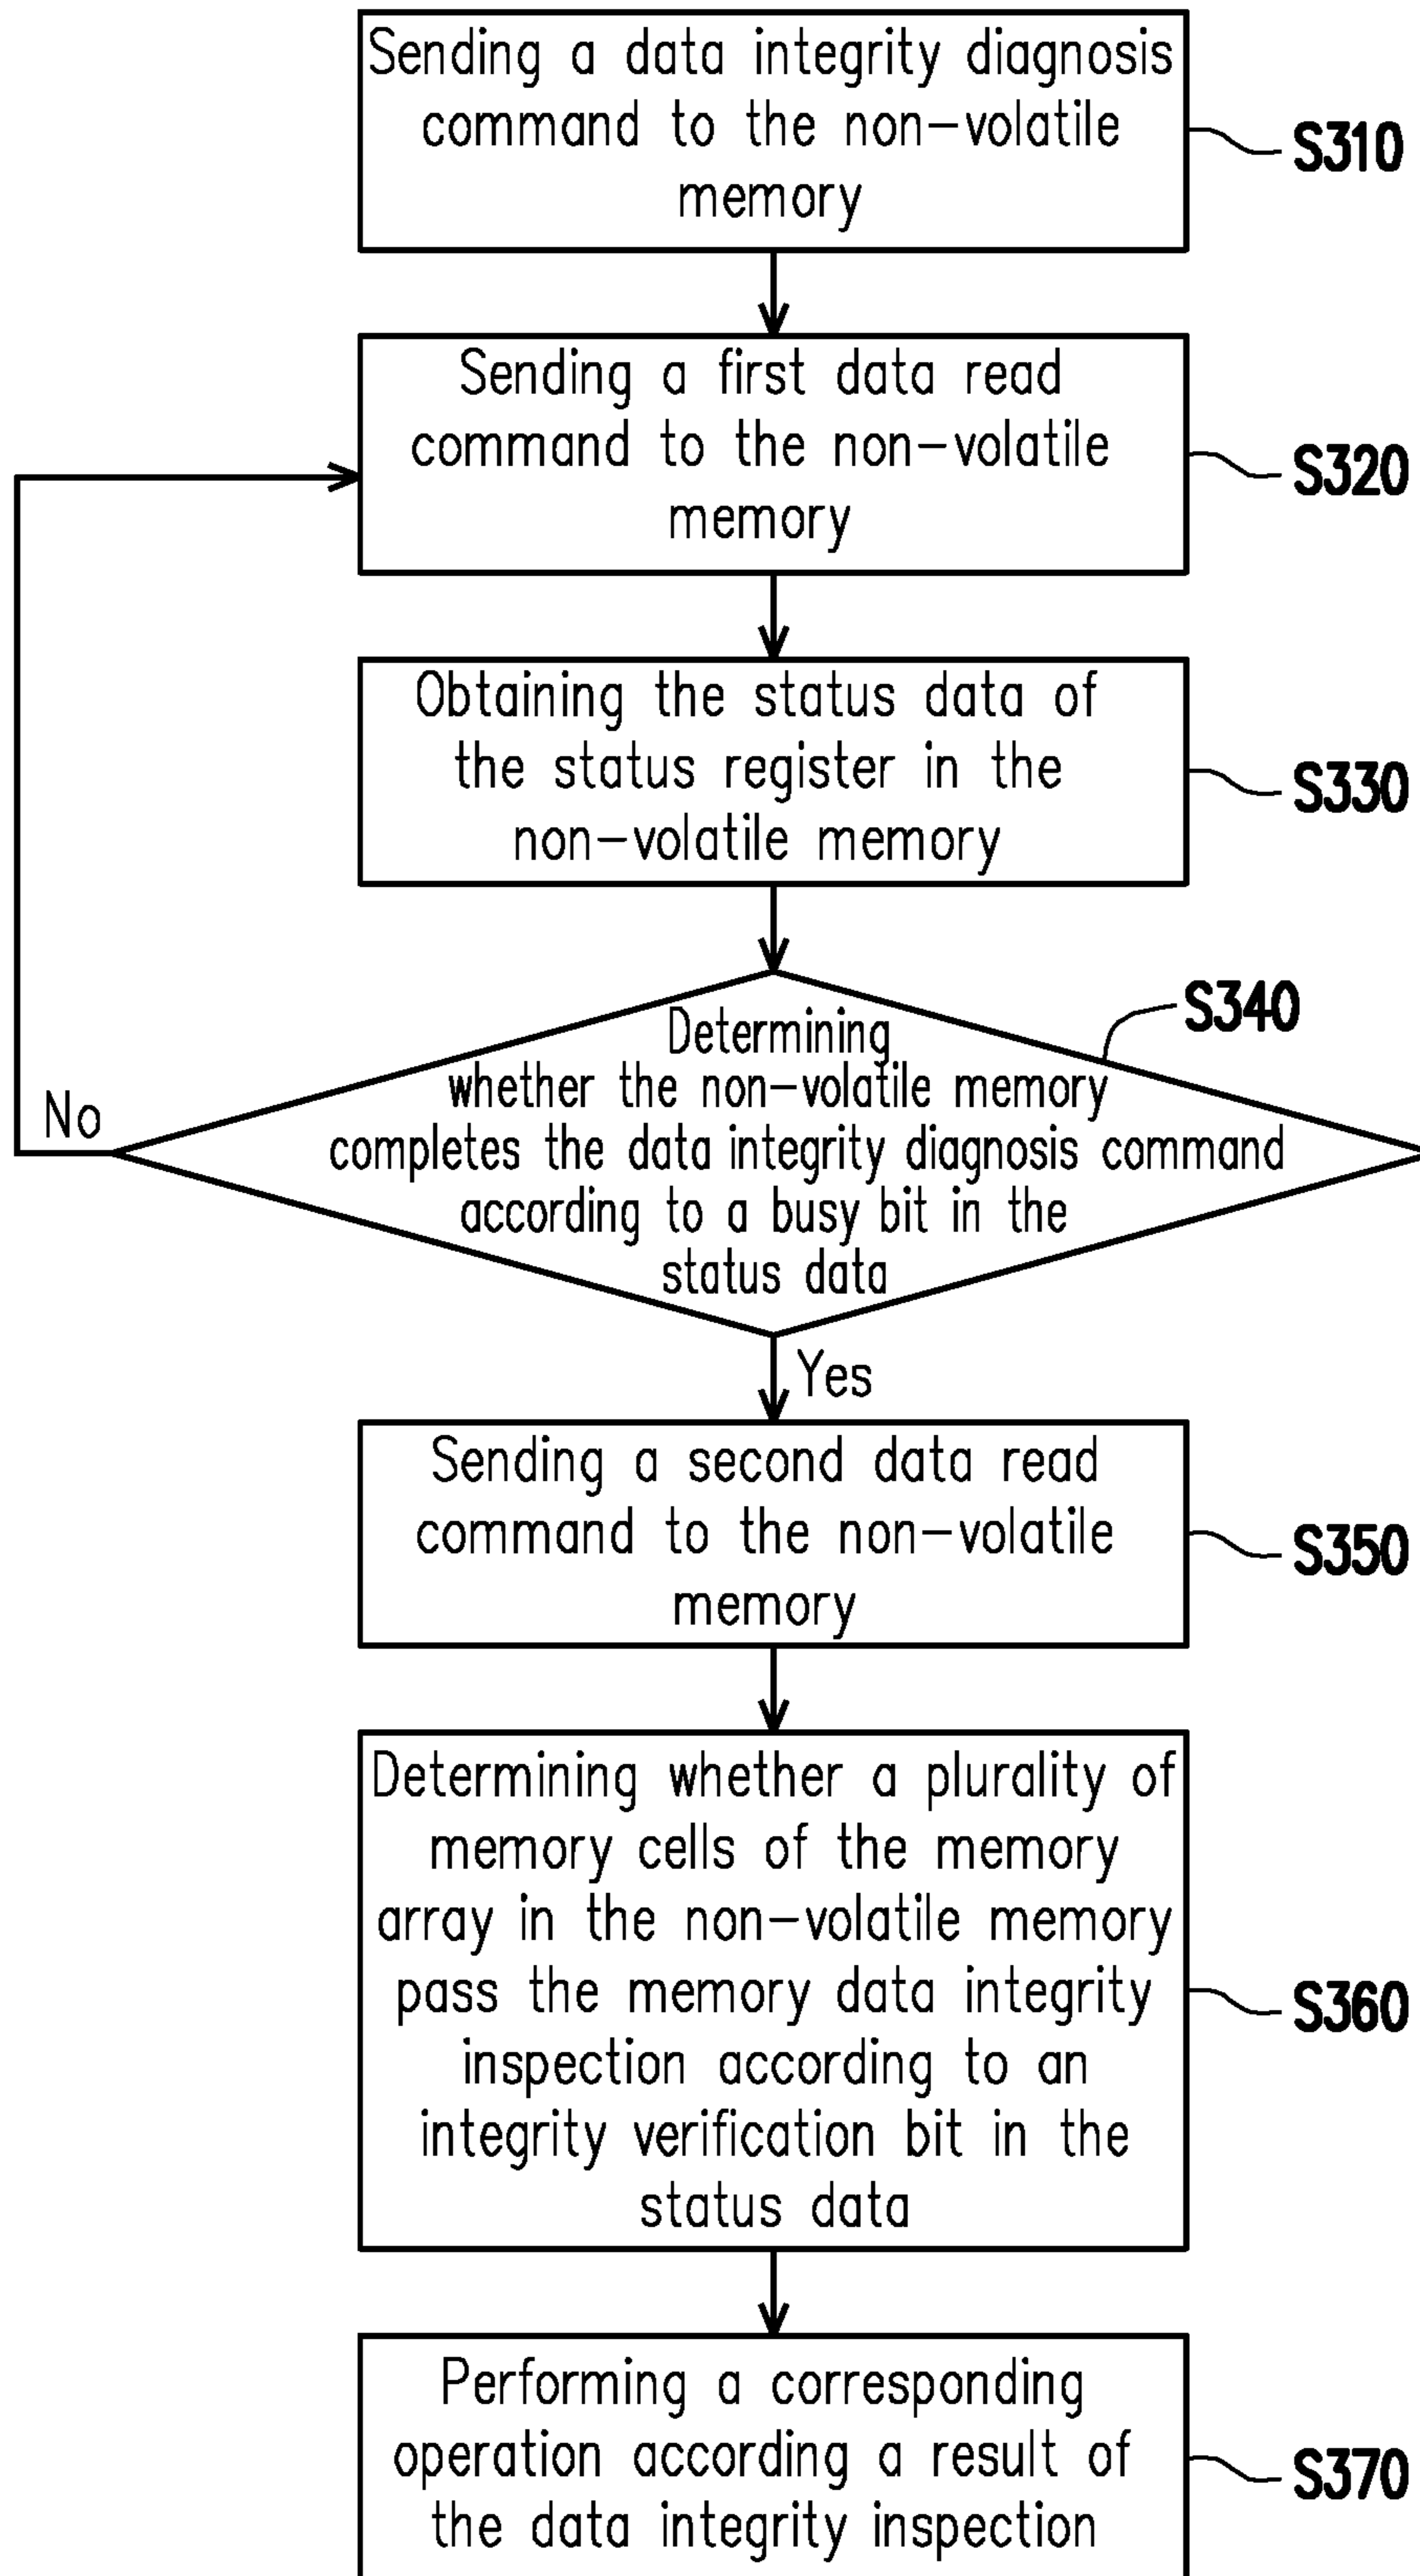 Sending a data integrity diagnosis
command to the non-volatile
memory
S310
Sending a first data read
command to the non-volatile
memory
S320
Obtaining the status data of
the status register in the
non-volatile memory
S330
S340
Determining
whether the non-volatile memory
completes the data integrity diagnosis command
according to a busy bit in the
status data
No
Yes
Sending a second data read
command to the non-volatile
memory
S350
Determining whether a plurality of
memory cells of the memory
array in the non-volatile memory
pass the memory data integrity
inspection according to an
integrity verification bit in the
status data
S360
Performing a corresponding
operation according a result of
the data integrity inspection
S370